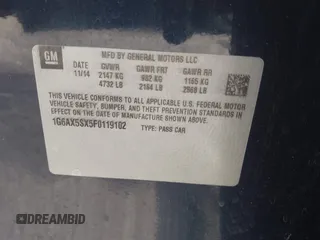 GM
MFD BY GENERAL MOTORS LLC
DATE GVWR GAWR FRT GAWR RR
11/14 2147 KG 982 KG 1165 KG
4732 LB 2164 LB 2568 LB
THIS VEHICLE CONFORMS TO ALL APPLICABLE U.S. FEDERAL MOTOR
VEHICLE SAFETY, BUMPER, AND THEFT PREVENTION STANDARDS IN
EFFECT ON THE DATE OF MANUFACTURE SHOWN ABOVE.
1G6AX5SX5F0119102 TYPE: PASS CAR
DREAMBID